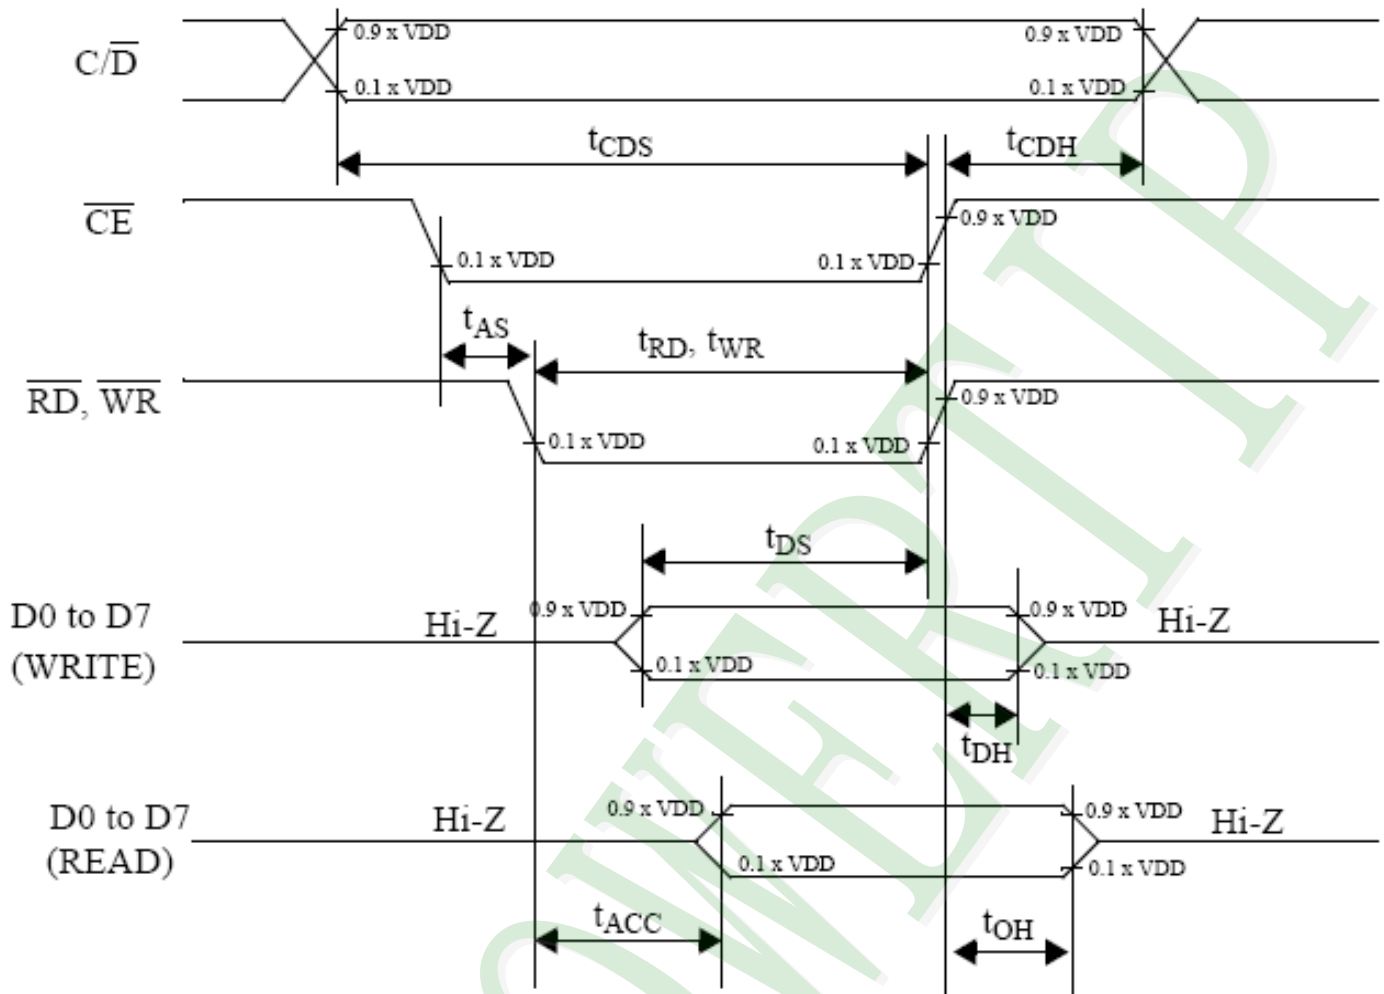 C/D̅
0.9 x VDD
0.9 x VDD
0.1 x VDD
0.1 x VDD
tCDS
tCDH
C̅E̅
0.9 x VDD
0.1 x VDD
0.1 x VDD
tAS
tRD, tWR
R̅D̅, W̅R̅
0.9 x VDD
0.1 x VDD
0.1 x VDD
tDS
D0 to D7
(WRITE)
Hi-Z
0.9 x VDD
0.9 x VDD
Hi-Z
0.1 x VDD
0.1 x VDD
tDH
D0 to D7
(READ)
Hi-Z
0.9 x VDD
0.9 x VDD
Hi-Z
0.1 x VDD
0.1 x VDD
tACC
tOH
OWERTIP